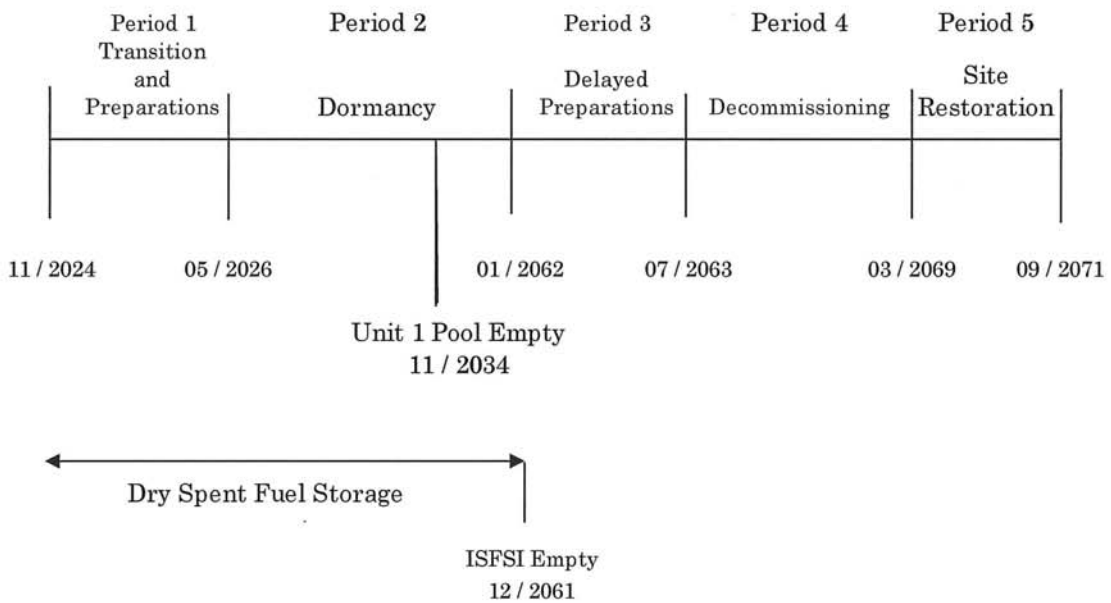 Period 1
Transition
and
Preparations
Period 2
Dormancy
Period 3
Delayed
Preparations
Period 4
Decommissioning
Period 5
Site
Restoration
11 / 2024
05 / 2026
01 / 2062
07 / 2063
03 / 2069
09 / 2071
Unit 1 Pool Empty
11 / 2034
Dry Spent Fuel Storage
ISFSI Empty
12 / 2061